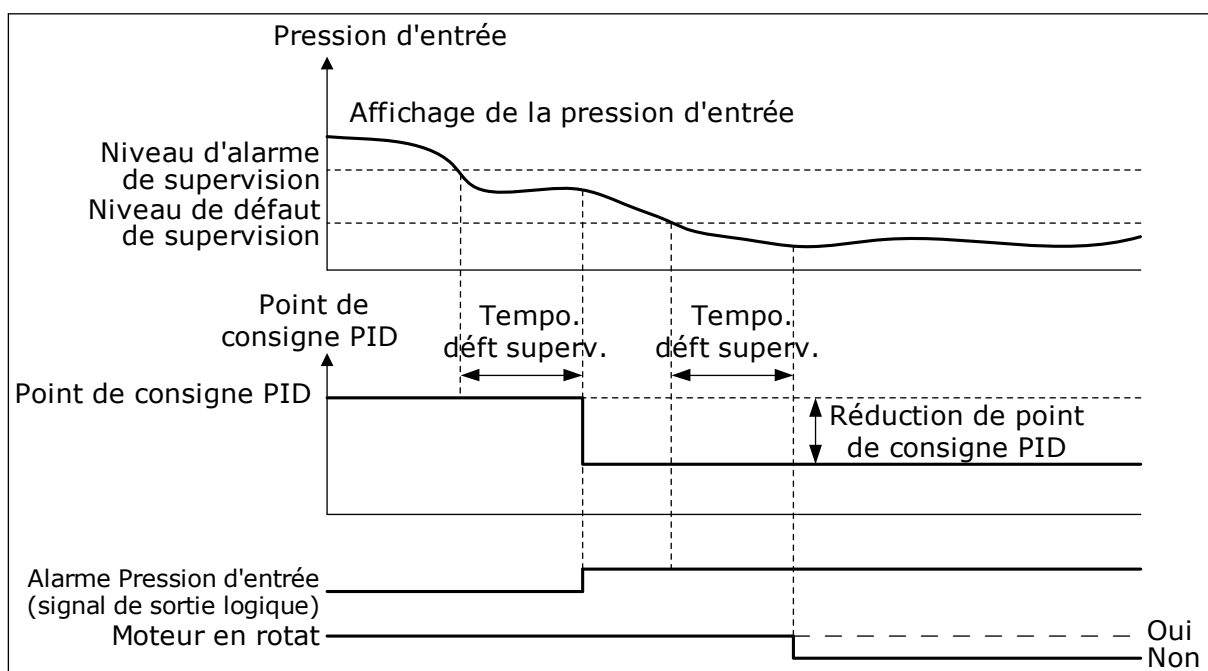 Pression d'entrée
Affichage de la pression d'entrée
Niveau d'alarme
de supervision
Niveau de défaut
de supervision
Point de
consigne PID
Tempo.
déft superv.
Tempo.
déft superv.
Point de consigne PID
Réduction de point
de consigne PID
Alarme Pression d'entrée
(signal de sortie logique)
Moteur en rotat
Oui
Non